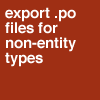 export .po
files for
non-entity
types